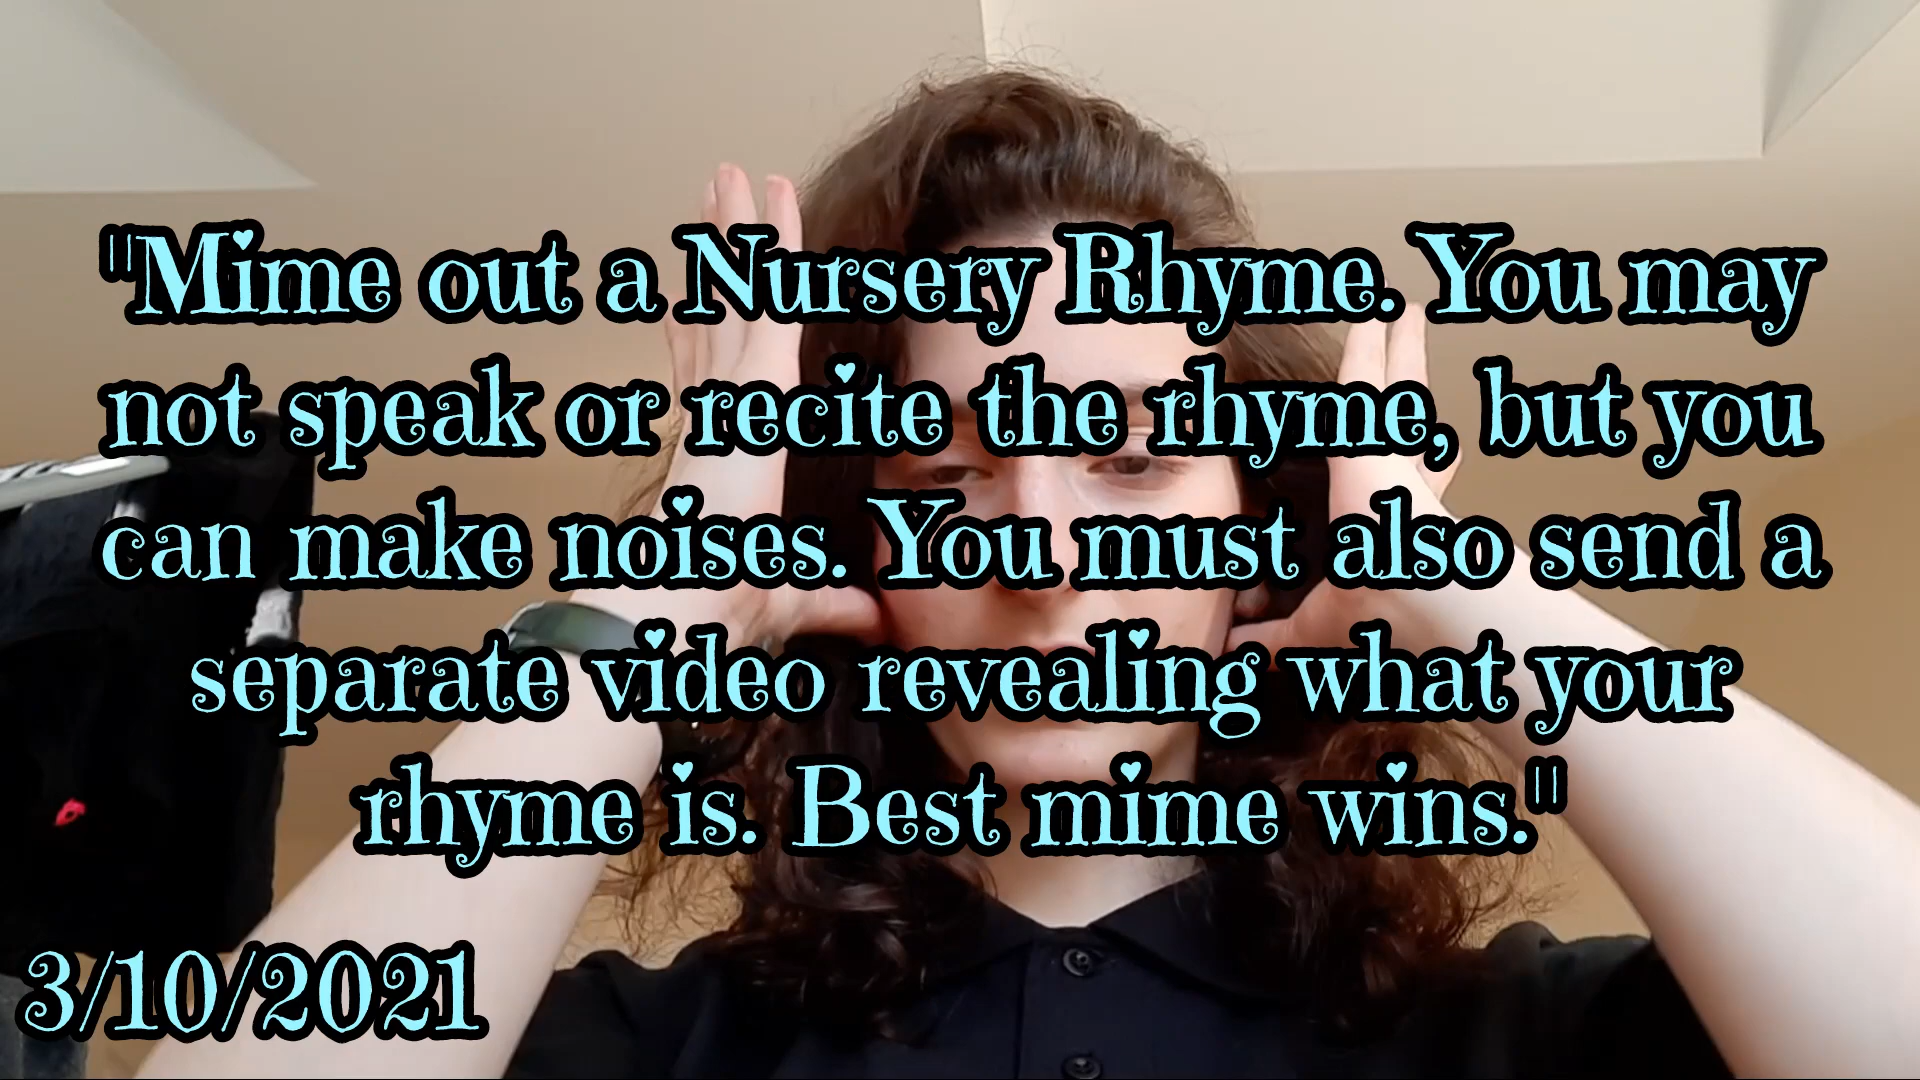 "Mime out a Nursery Rhyme. You may
not speak or recite the rhyme, but you
can make noises. You must also send a
separate video revealing what your
rhyme is. Best mime wins."
3/10/2021